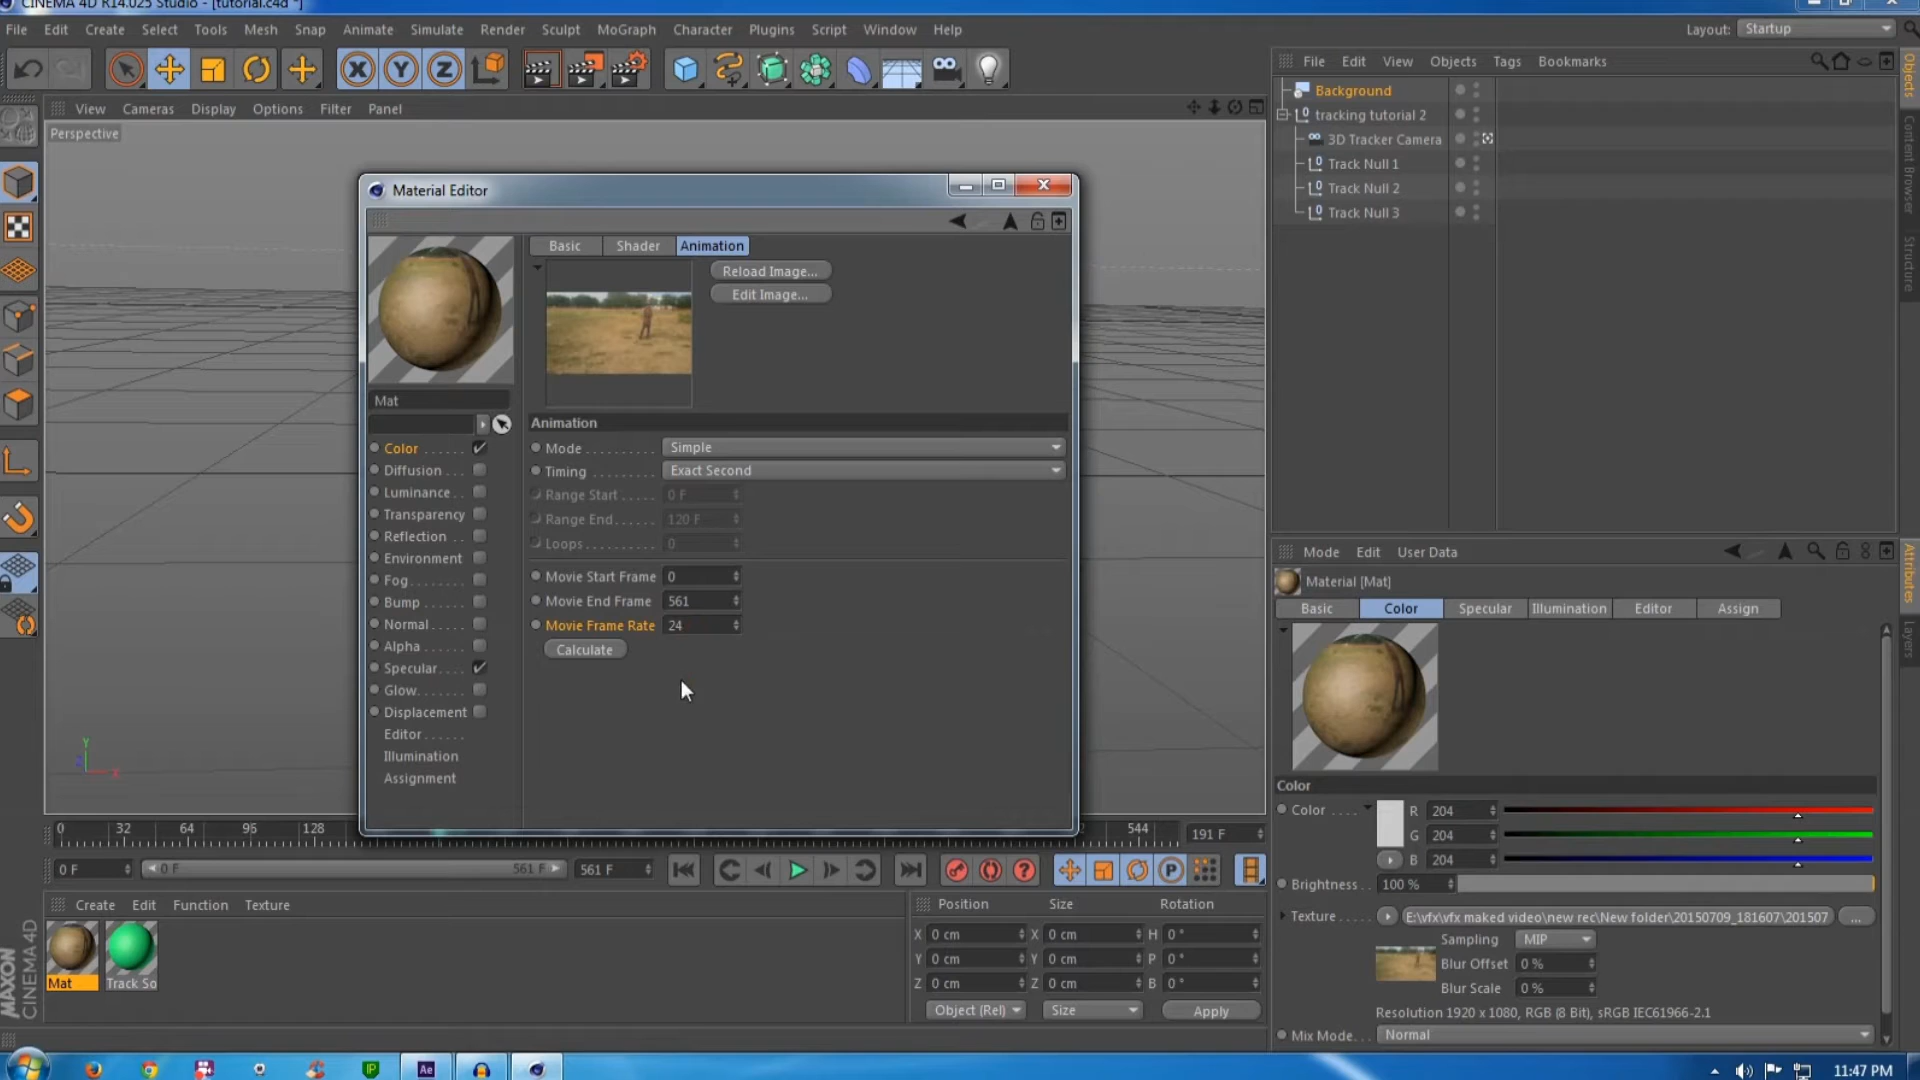 CINEMA 4D R14.025 Studio - [tutorial.c4d *]
File Edit Create Select Tools Mesh Snap Animate Simulate Render Sculpt MoGraph Character Plugins Script Window Help
Layout: Startup
X Y Z
View Cameras Display Options Filter Panel
Perspective
File Edit View Objects Tags Bookmarks
Background
tracking tutorial 2
3D Tracker Camera
Track Null 1
Track Null 2
Track Null 3
Objects
Content Browser
Structure
Material Editor
Basic Shader Animation
Reload Image...
Edit Image...
Mat
Color
Diffusion
Luminance
Transparency
Reflection
Environment
Fog
Bump
Normal
Alpha
Specular
Glow
Displacement
Editor
Illumination
Assignment
Animation
Mode Simple
Timing Exact Second
Range Start 0 F
Range End 120 F
Loops 0
Movie Start Frame 0
Movie End Frame 561
Movie Frame Rate 24
Calculate
Y
Z X
Mode Edit User Data
Material [Mat]
Basic Color Specular Illumination Editor Assign
Attributes
Layers
Color
Color R 204
G 204
B 204
Brightness 100 %
Texture E:\vfx\vfx maked video\new rec\New folder\20150709_181607\201507 ...
Sampling MIP
Blur Offset 0 %
Blur Scale 0 %
Resolution 1920 x 1080, RGB (8 Bit), sRGB IEC61966-2.1
Mix Mode Normal
0 32 64 96 128 544 191 F
0 F 0 F 561 F 561 F
P
Create Edit Function Texture
Mat Track So
Position Size Rotation
X 0 cm X 0 cm H 0 °
Y 0 cm Y 0 cm P 0 °
Z 0 cm Z 0 cm B 0 °
Object (Rel) Size Apply
MAXON
CINEMA 4D
IP Ae 11:47 PM